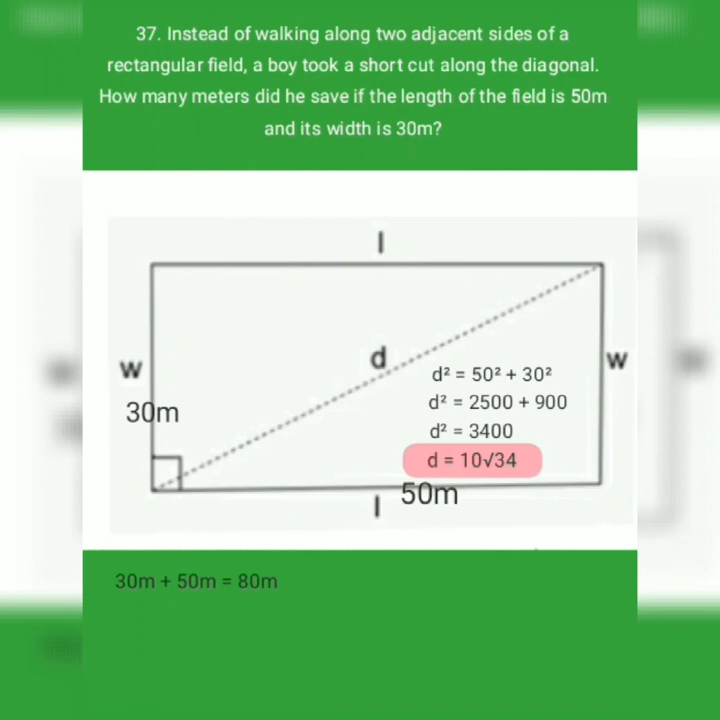 37. Instead of walking along two adjacent sides of a
rectangular field, a boy took a short cut along the diagonal.
How many meters did he save if the length of the field is 50m
and its width is 30m?
l
w
30m
d
w
d² = 50² + 30²
d² = 2500 + 900
d² = 3400
d = 10√34
l
50m
30m + 50m = 80m